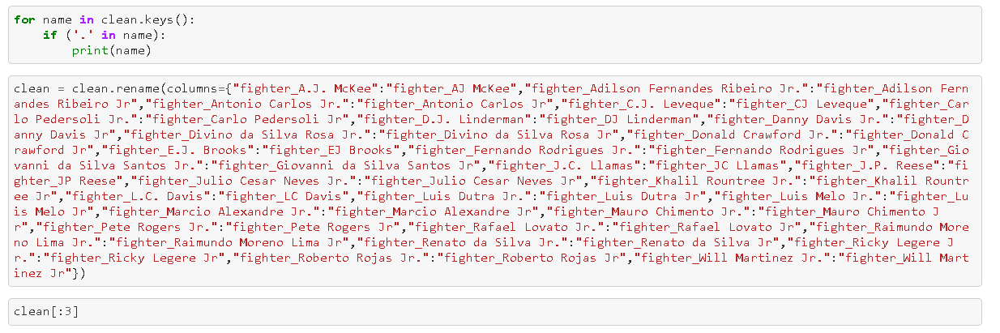 for name in clean.keys():
    if ('.' in name):
        print(name)
clean = clean.rename(columns={"fighter_A.J. McKee":"fighter_AJ McKee","fighter_Adilson Fernandes Ribeiro Jr.":"fighter_Adilson Fern
andes Ribeiro Jr","fighter_Antonio Carlos Jr.":"fighter_Antonio Carlos Jr","fighter_C.J. Leveque":"fighter_CJ Leveque","fighter_Car
lo Pedersoli Jr.":"fighter_Carlo Pedersoli Jr","fighter_D.J. Linderman":"fighter_DJ Linderman","fighter_Danny Davis Jr.":"fighter_D
anny Davis Jr","fighter_Divino da Silva Rosa Jr.":"fighter_Divino da Silva Rosa Jr","fighter_Donald Crawford Jr.":"fighter_Donald C
rawford Jr","fighter_E.J. Brooks":"fighter_EJ Brooks","fighter_Fernando Rodrigues Jr.":"fighter_Fernando Rodrigues Jr","fighter_Gio
vanni da Silva Santos Jr.":"fighter_Giovanni da Silva Santos Jr","fighter_J.C. Llamas":"fighter_JC Llamas","fighter_J.P. Reese":"fi
ghter_JP Reese","fighter_Julio Cesar Neves Jr.":"fighter_Julio Cesar Neves Jr","fighter_Khalil Rountree Jr.":"fighter_Khalil Rountr
ee Jr","fighter_L.C. Davis":"fighter_LC Davis","fighter_Luis Dutra Jr.":"fighter_Luis Dutra Jr","fighter_Luis Melo Jr.":"fighter_Lu
is Melo Jr","fighter_Marcio Alexandre Jr.":"fighter_Marcio Alexandre Jr","fighter_Mauro Chimento Jr.":"fighter_Mauro Chimento J
r","fighter_Pete Rogers Jr.":"fighter_Pete Rogers Jr","fighter_Rafael Lovato Jr.":"fighter_Rafael Lovato Jr","fighter_Raimundo More
no Lima Jr.":"fighter_Raimundo Moreno Lima Jr","fighter_Renato da Silva Jr.":"fighter_Renato da Silva Jr","fighter_Ricky Legere J
r.":"fighter_Ricky Legere Jr","fighter_Roberto Rojas Jr.":"fighter_Roberto Rojas Jr","fighter_Will Martinez Jr.":"fighter_Will Mart
inez Jr"})
clean[:3]